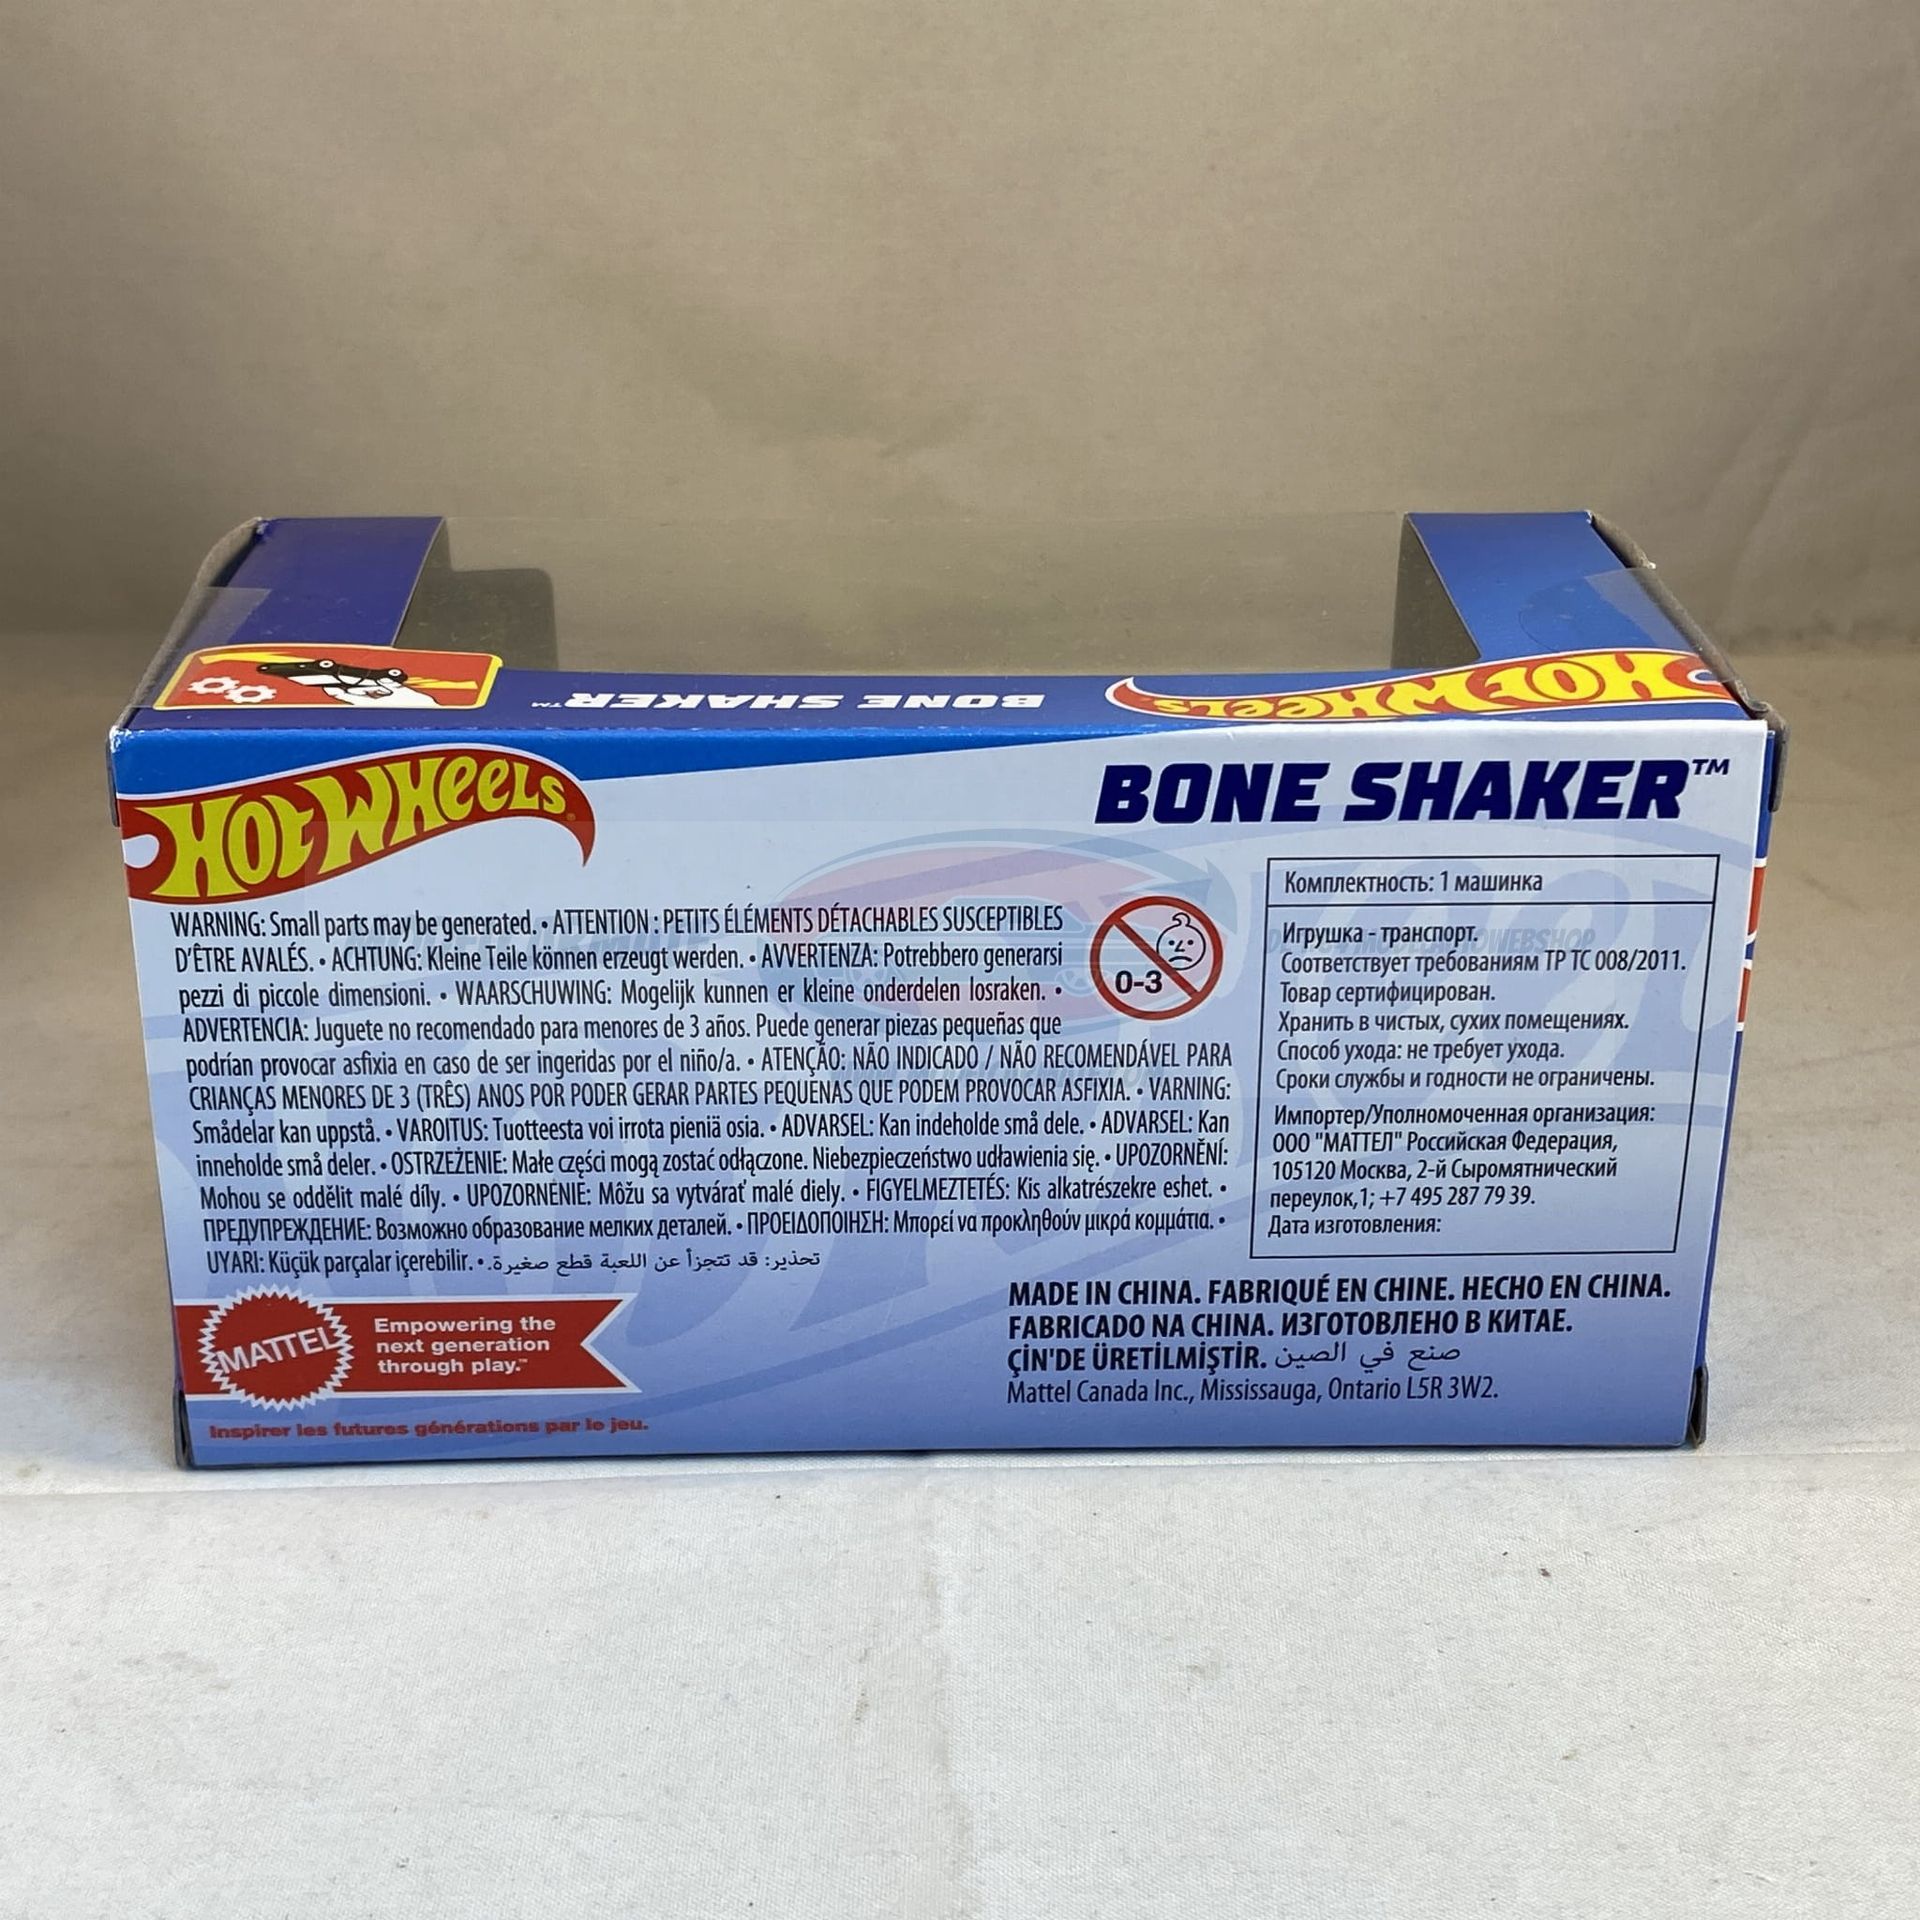 BONE SHAKER™
HOT WHEELS
HOT WHEELS®
BONE SHAKER™
WARNING: Small parts may be generated. • ATTENTION : PETITS ÉLÉMENTS DÉTACHABLES SUSCEPTIBLES
D'ÊTRE AVALÉS. • ACHTUNG: Kleine Teile können erzeugt werden. • AVVERTENZA: Potrebbero generarsi
pezzi di piccole dimensioni. • WAARSCHUWING: Mogelijk kunnen er kleine onderdelen losraken. •
ADVERTENCIA: Juguete no recomendado para menores de 3 años. Puede generar piezas pequeñas que
podrían provocar asfixia en caso de ser ingeridas por el niño/a. • ATENÇÃO: NÃO INDICADO / NÃO RECOMENDÁVEL PARA
CRIANÇAS MENORES DE 3 (TRÊS) ANOS POR PODER GERAR PARTES PEQUENAS QUE PODEM PROVOCAR ASFIXIA. • VARNING:
Smådelar kan uppstå. • VAROITUS: Tuotteesta voi irrota pieniä osia. • ADVARSEL: Kan indeholde små dele. • ADVARSEL: Kan
inneholde små deler. • OSTRZEŻENIE: Małe części mogą zostać odłączone. Niebezpieczeństwo udławienia się. • UPOZORNĚNÍ:
Mohou se oddělit malé díly. • UPOZORNENIE: Môžu sa vytvárať malé diely. • FIGYELMEZTETÉS: Kis alkatrészekre eshet. •
ПРЕДУПРЕЖДЕНИЕ: Возможно образование мелких деталей. • ΠΡΟΕΙΔΟΠΟΙΗΣΗ: Μπορεί να προκληθούν μικρά κομμάτια. •
UYARI: Küçük parçalar içerebilir. • تحذير: قد تتجزأ عن اللعبة قطع صغيرة.
0-3
Комплектность: 1 машинка
Игрушка - транспорт.
Соответствует требованиям ТР ТС 008/2011.
Товар сертифицирован.
Хранить в чистых, сухих помещениях.
Способ ухода: не требует ухода.
Сроки службы и годности не ограничены.
Импортер/Уполномоченная организация:
ООО "МАТТЕЛ" Российская Федерация,
105120 Москва, 2-й Сыромятнический
переулок,1; +7 495 287 79 39.
Дата изготовления:
MATTEL
Empowering the
next generation
through play.™
Inspirer les futures générations par le jeu.
MADE IN CHINA. FABRIQUÉ EN CHINE. HECHO EN CHINA.
FABRICADO NA CHINA. ИЗГОТОВЛЕНО В КИТАЕ.
ÇİN'DE ÜRETİLMİŞTİR. صنع في الصين
Mattel Canada Inc., Mississauga, Ontario L5R 3W2.